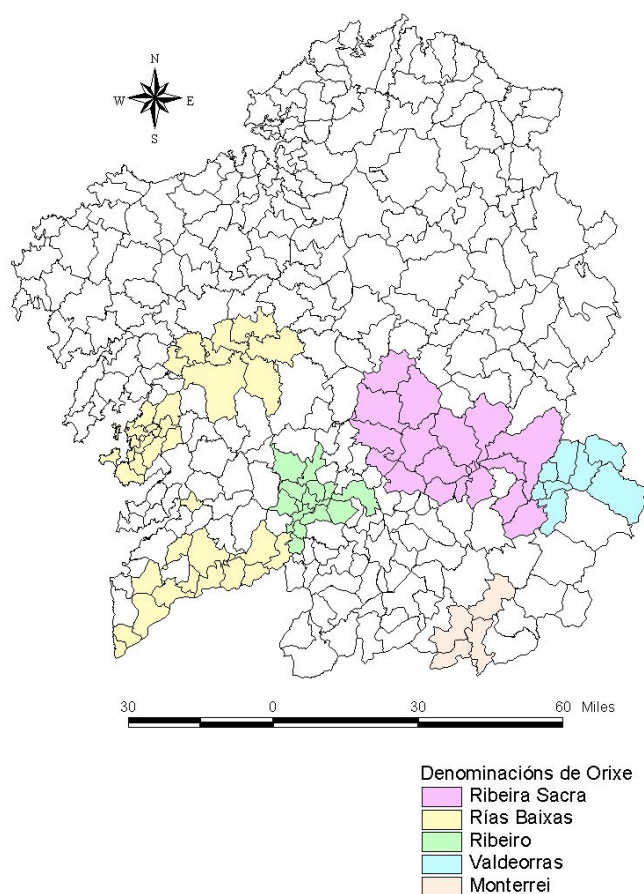 N
W E
S
30 0 30 60 Miles
Denominacións de Orixe
Ribeira Sacra
Rías Baixas
Ribeiro
Valdeorras
Monterrei